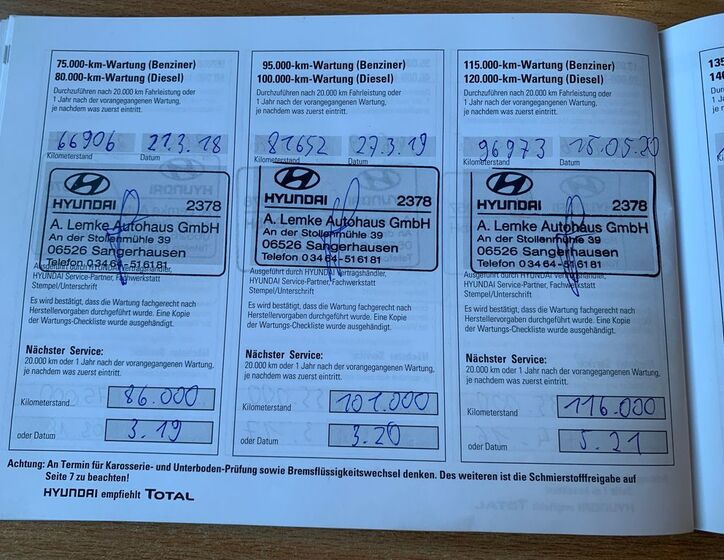 75.000-km-Wartung (Benziner)
80.000-km-Wartung (Diesel)
Durchzuführen nach 20.000 km Fahrleistung oder
1 Jahr nach der vorangegangenen Wartung,
je nachdem was zuerst eintritt.
66906 21.3.18
Kilometerstand Datum
HYUNDAI 2378
A. Lemke Autohaus GmbH
An der Stollenmühle 39
06526 Sangerhausen
Telefon 03464-516181
Ausgeführt durch HYUNDAI Vertragshändler,
HYUNDAI Service-Partner, Fachwerkstatt
Stempel/Unterschrift
Es wird bestätigt, dass die Wartung fachgerecht nach
Herstellervorgaben durchgeführt wurde. Eine Kopie
der Wartungs-Checkliste wurde ausgehändigt.
Nächster Service:
20.000 km oder 1 Jahr nach der vorangegangenen Wartung,
je nachdem was zuerst eintritt.
Kilometerstand 86.000
oder Datum 3.19
95.000-km-Wartung (Benziner)
100.000-km-Wartung (Diesel)
Durchzuführen nach 20.000 km Fahrleistung oder
1 Jahr nach der vorangegangenen Wartung,
je nachdem was zuerst eintritt.
81652 27.3.19
Kilometerstand Datum
HYUNDAI 2378
A. Lemke Autohaus GmbH
An der Stollenmühle 39
06526 Sangerhausen
Telefon 03464-516181
Ausgeführt durch HYUNDAI Vertragshändler,
HYUNDAI Service-Partner, Fachwerkstatt
Stempel/Unterschrift
Es wird bestätigt, dass die Wartung fachgerecht nach
Herstellervorgaben durchgeführt wurde. Eine Kopie
der Wartungs-Checkliste wurde ausgehändigt.
Nächster Service:
20.000 km oder 1 Jahr nach der vorangegangenen Wartung,
je nachdem was zuerst eintritt.
Kilometerstand 101.000
oder Datum 3.20
115.000-km-Wartung (Benziner)
120.000-km-Wartung (Diesel)
Durchzuführen nach 20.000 km Fahrleistung oder
1 Jahr nach der vorangegangenen Wartung,
je nachdem was zuerst eintritt.
96973 15.05.20
Kilometerstand Datum
HYUNDAI 2378
A. Lemke Autohaus GmbH
An der Stollenmühle 39
06526 Sangerhausen
Telefon 03464-516181
Ausgeführt durch HYUNDAI Vertragshändler,
HYUNDAI Service-Partner, Fachwerkstatt
Stempel/Unterschrift
Es wird bestätigt, dass die Wartung fachgerecht nach
Herstellervorgaben durchgeführt wurde. Eine Kopie
der Wartungs-Checkliste wurde ausgehändigt.
Nächster Service:
20.000 km oder 1 Jahr nach der vorangegangenen Wartung,
je nachdem was zuerst eintritt.
Kilometerstand 116.000
oder Datum 5.21
Achtung: An Termin für Karosserie- und Unterboden-Prüfung sowie Bremsflüssigkeitswechsel denken. Des weiteren ist die Schmierstofffreigabe auf
Seite 7 zu beachten!
HYUNDAI empfiehlt TOTAL